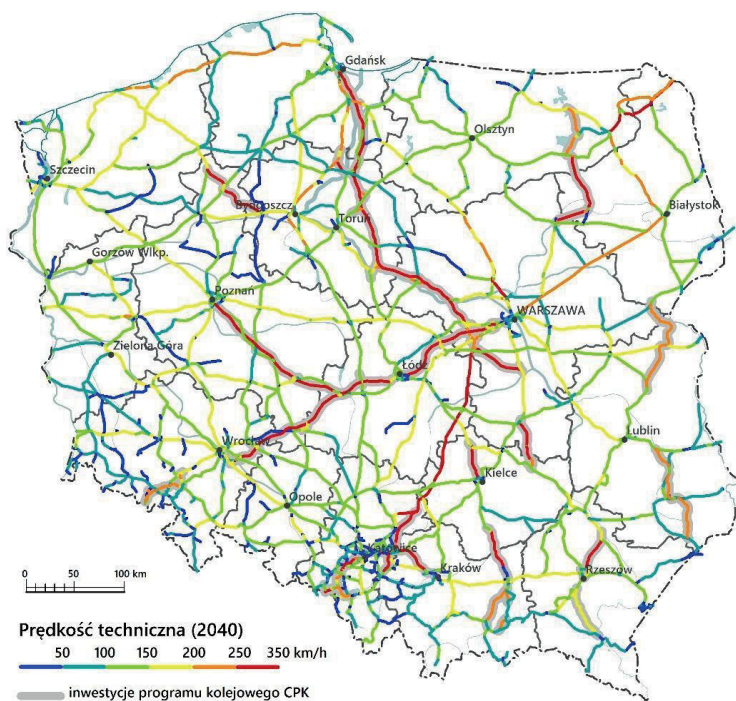 Gdańsk
Olsztyn
Szczecin
Bydgoszcz
Białystok
Toruń
Gorzów Wlkp.
Poznań
WARSZAWA
Zielona Góra
Łódź
Lublin
Wrocław
Kielce
Opole
Katowice
Kraków
Rzeszów
0 100 km
Prędkość techniczna (2040)
50 100 150 200 250 350 km/h
inwestycje programu kolejowego CPK